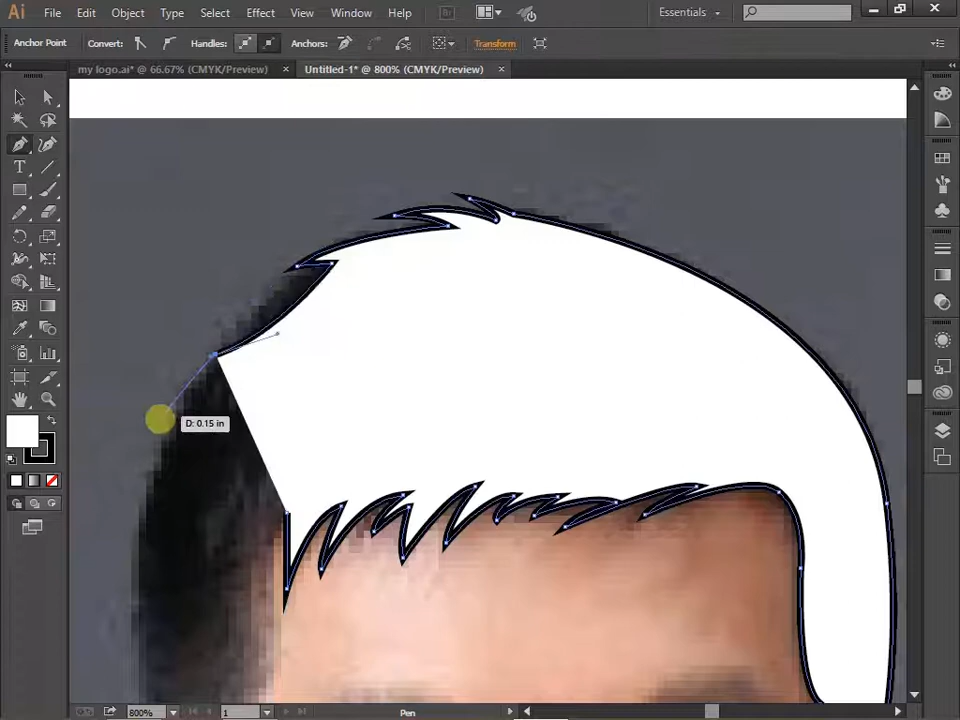 Ai File Edit Object Type Select Effect View Window Help Br Essentials
Anchor Point Convert: Handles: Anchors: Transform
my logo.ai* @ 66.67% (CMYK/Preview) × Untitled-1* @ 800% (CMYK/Preview) ×
T
D: 0.15 in
800% 1 Pen